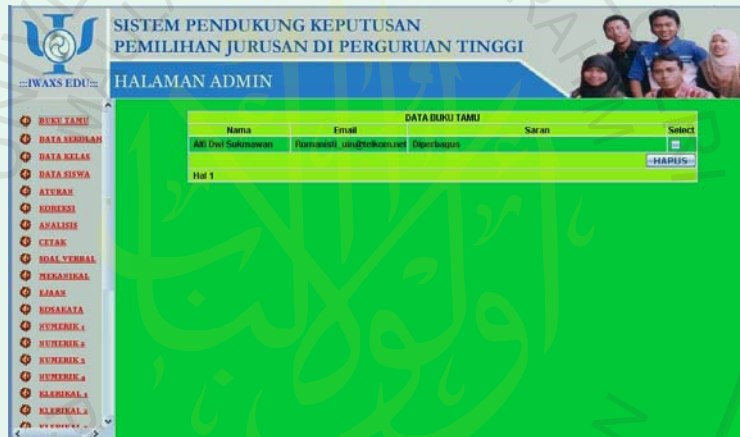 SISTEM PENDUKUNG KEPUTUSAN
PEMILIHAN JURUSAN DI PERGURUAN TINGGI
:::IWAXS EDU:::
HALAMAN ADMIN
BUKU TAMU
DATA SEKOLAH
DATA KELAS
DATA SISWA
ATURAN
KOREKSI
ANALISIS
CETAK
SOAL VERBAL
MEKANIKAL
EJAAN
KOSAKATA
NUMERIK 1
NUMERIK 2
NUMERIK 3
NUMERIK 4
KLERIKAL 1
KLERIKAL 2
DATA BUKU TAMU
Nama Email Saran Select
Dwi Sukmawan Romanisti_uin@telkom.net Diperbagus
HAPUS
Hal 1